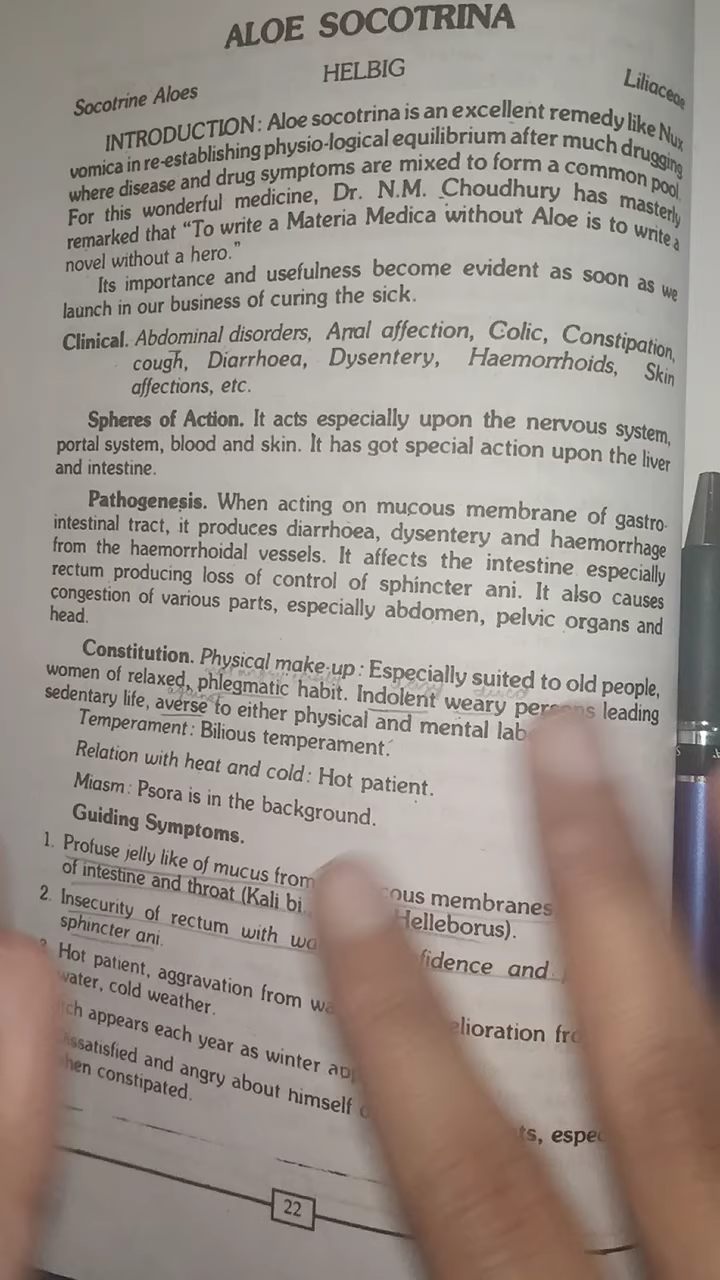 ALOE SOCOTRINA
HELBIG
Socotrine Aloes
Liliaceae
INTRODUCTION: Aloe socotrina is an excellent remedy like Nux
vomica in re-establishing physio-logical equilibrium after much drugging
where disease and drug symptoms are mixed to form a common pool.
For this wonderful medicine, Dr. N.M. Choudhury has masterly
remarked that "To write a Materia Medica without Aloe is to write a
novel without a hero."
Its importance and usefulness become evident as soon as we
launch in our business of curing the sick.
Clinical. Abdominal disorders, Anal affection, Colic, Constipation,
cough, Diarrhoea, Dysentery, Haemorrhoids, Skin
affections, etc.
Spheres of Action. It acts especially upon the nervous system,
portal system, blood and skin. It has got special action upon the liver
and intestine.
Pathogenesis. When acting on mucous membrane of gastro-
intestinal tract, it produces diarrhoea, dysentery and haemorrhage
from the haemorrhoidal vessels. It affects the intestine especially
rectum producing loss of control of sphincter ani. It also causes
congestion of various parts, especially abdomen, pelvic organs and
head.
Constitution. Physical make-up: Especially suited to old people,
women of relaxed, phlegmatic habit. Indolent weary persons leading
sedentary life, averse to either physical and mental lab
Temperament: Bilious temperament.
Relation with heat and cold: Hot patient.
Miasm: Psora is in the background.
Guiding Symptoms.
1. Profuse jelly like of mucus from cous membranes
of intestine and throat (Kali bi Helleborus).
2. Insecurity of rectum with wa fidence and
sphincter ani.
Hot patient, aggravation from wa elioration fro
water, cold weather.
ch appears each year as winter ap
ssatisfied and angry about himself ts, espec
hen constipated.
22